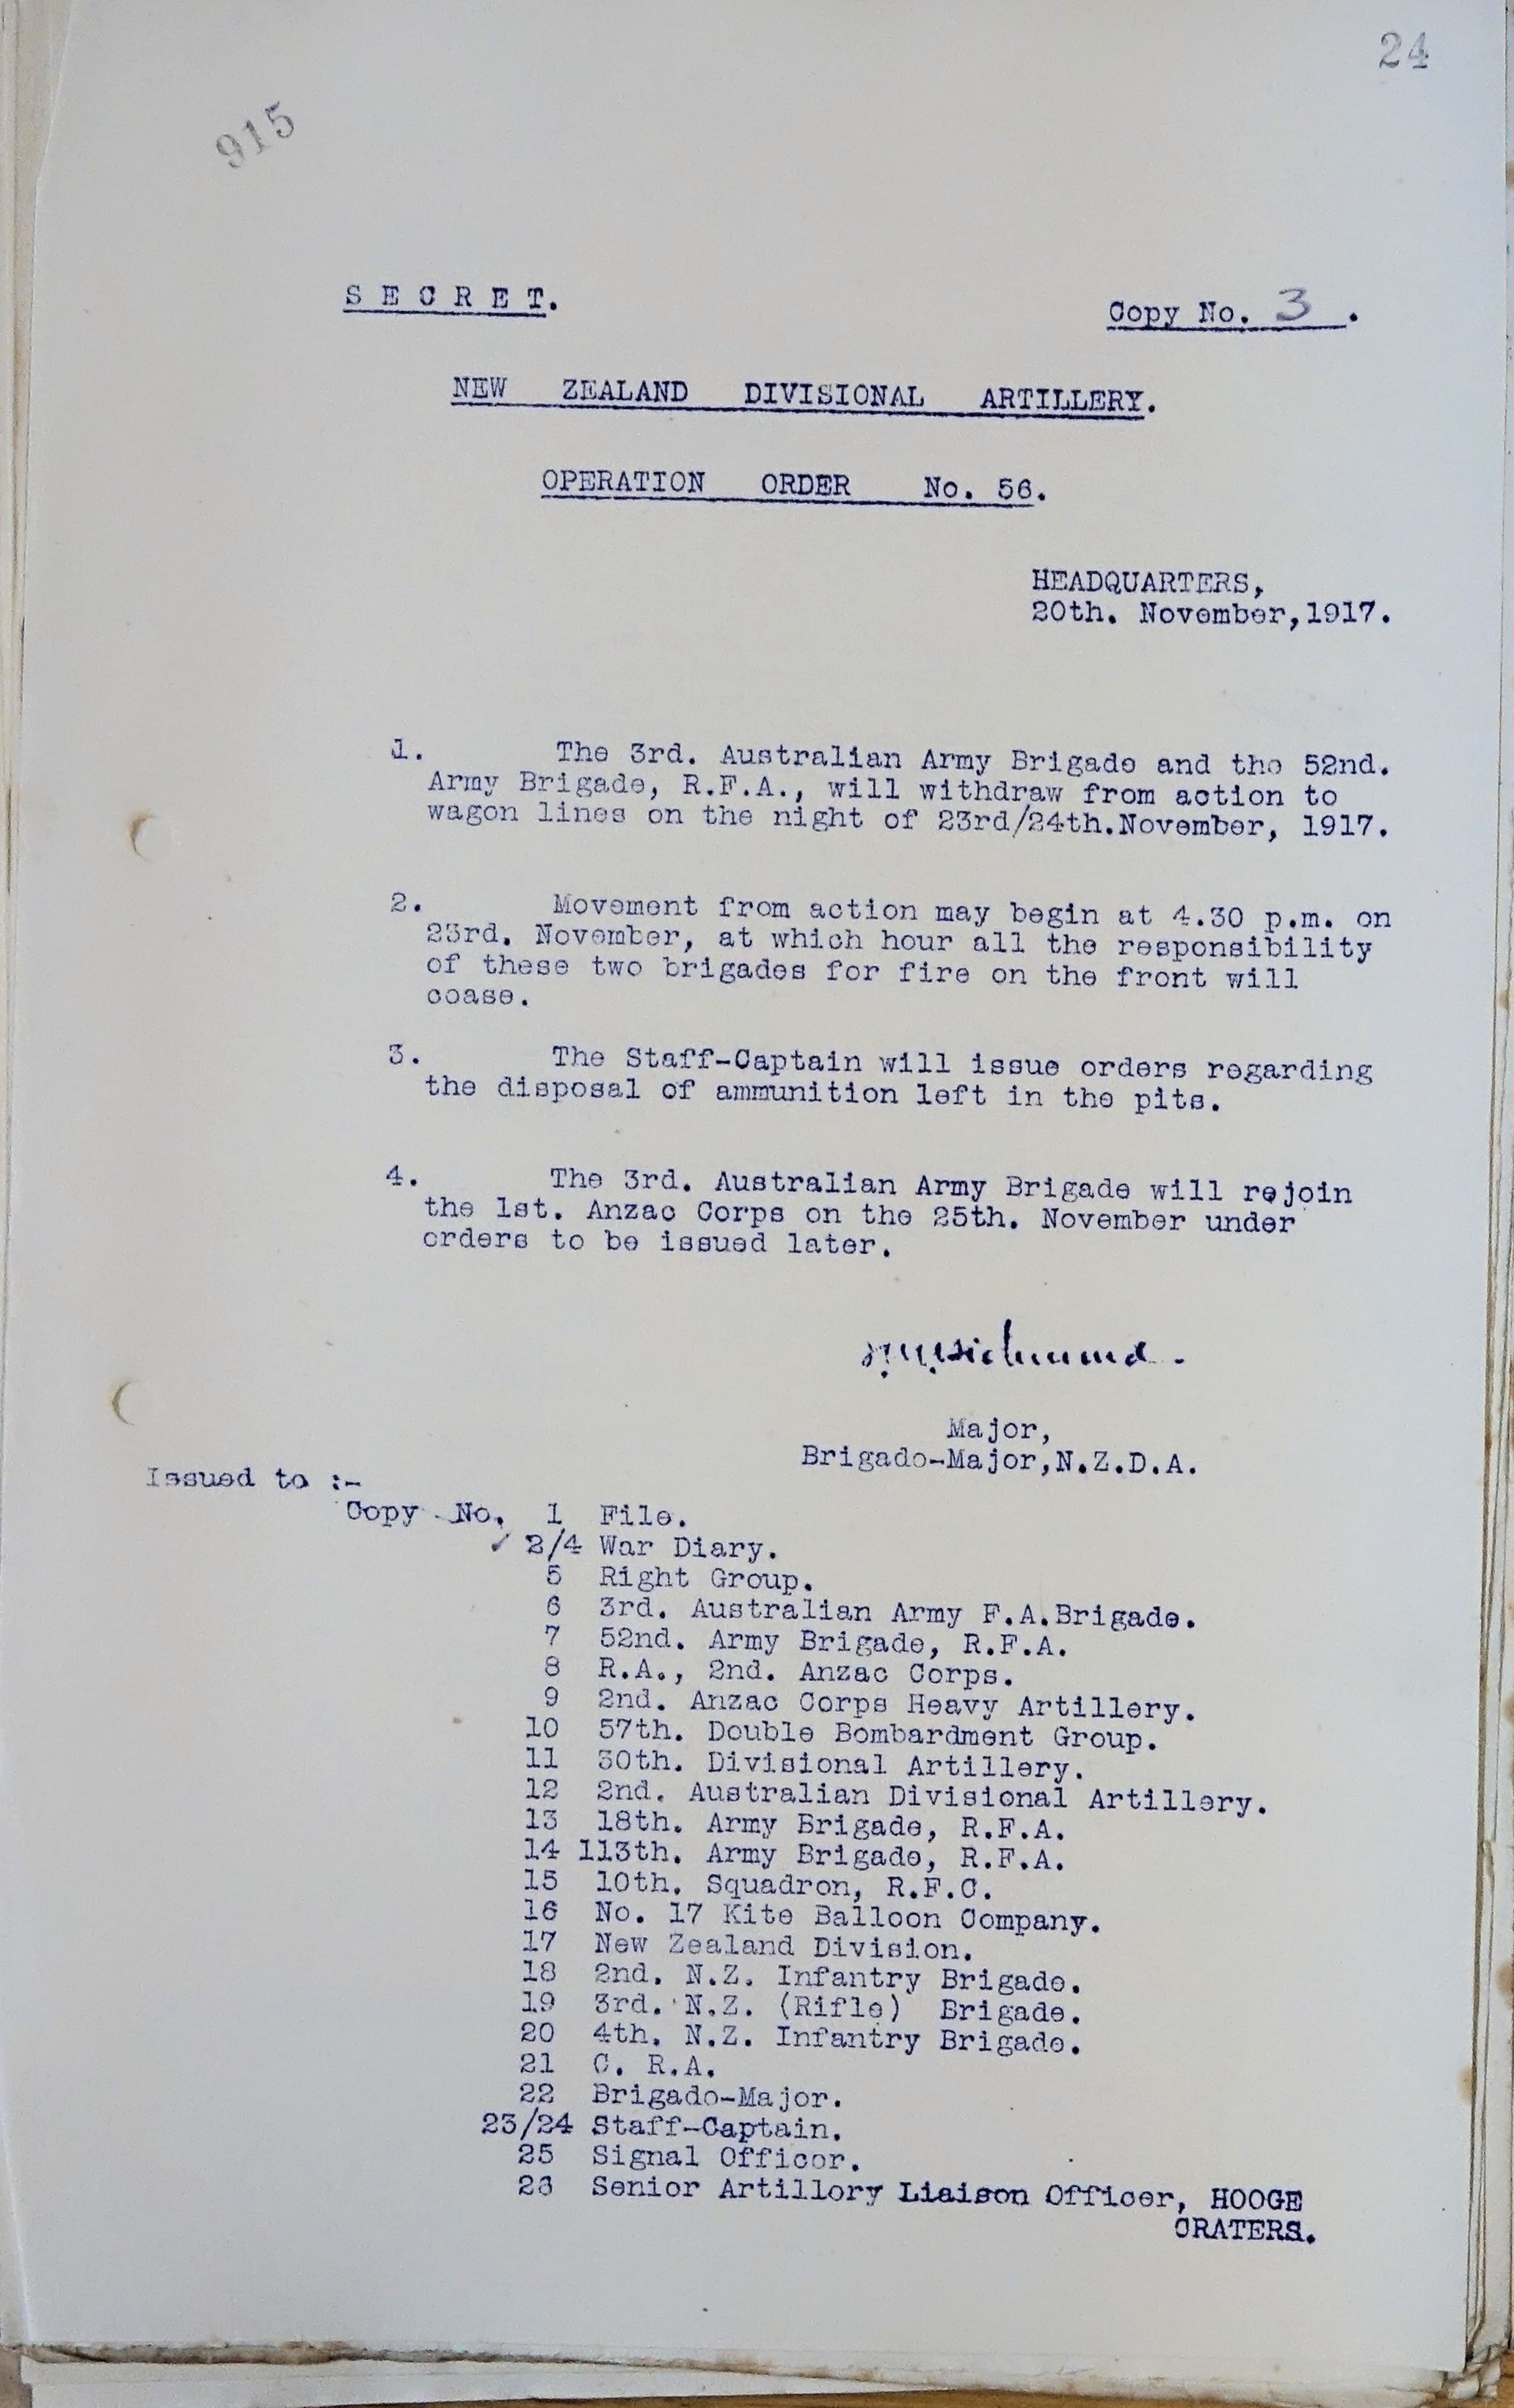 24
915
S E C R E T.
Copy No. 3 .
NEW ZEALAND DIVISIONAL ARTILLERY.
OPERATION ORDER No. 56.
HEADQUARTERS,
20th. November,1917.
1. The 3rd. Australian Army Brigade and the 52nd.
Army Brigade, R.F.A., will withdraw from action to
wagon lines on the night of 23rd/24th.November, 1917.
2. Movement from action may begin at 4.30 p.m. on
23rd. November, at which hour all the responsibility
of these two brigades for fire on the front will
cease.
3. The Staff-Captain will issue orders regarding
the disposal of ammunition left in the pits.
4. The 3rd. Australian Army Brigade will rejoin
the 1st. Anzac Corps on the 25th. November under
orders to be issued later.
Major,
Brigade-Major,N.Z.D.A.
Issued to :-
Copy No. 1 File.
✓ 2/4 War Diary.
5 Right Group.
6 3rd. Australian Army F.A.Brigade.
7 52nd. Army Brigade, R.F.A.
8 R.A., 2nd. Anzac Corps.
9 2nd. Anzac Corps Heavy Artillery.
10 57th. Double Bombardment Group.
11 30th. Divisional Artillery.
12 2nd. Australian Divisional Artillery.
13 18th. Army Brigade, R.F.A.
14 113th. Army Brigade, R.F.A.
15 10th. Squadron, R.F.C.
16 No. 17 Kite Balloon Company.
17 New Zealand Division.
18 2nd. N.Z. Infantry Brigade.
19 3rd. N.Z. (Rifle) Brigade.
20 4th. N.Z. Infantry Brigade.
21 C. R.A.
22 Brigade-Major.
23/24 Staff-Captain.
25 Signal Officer.
26 Senior Artillery Liaison Officer, HOOGE
CRATERS.